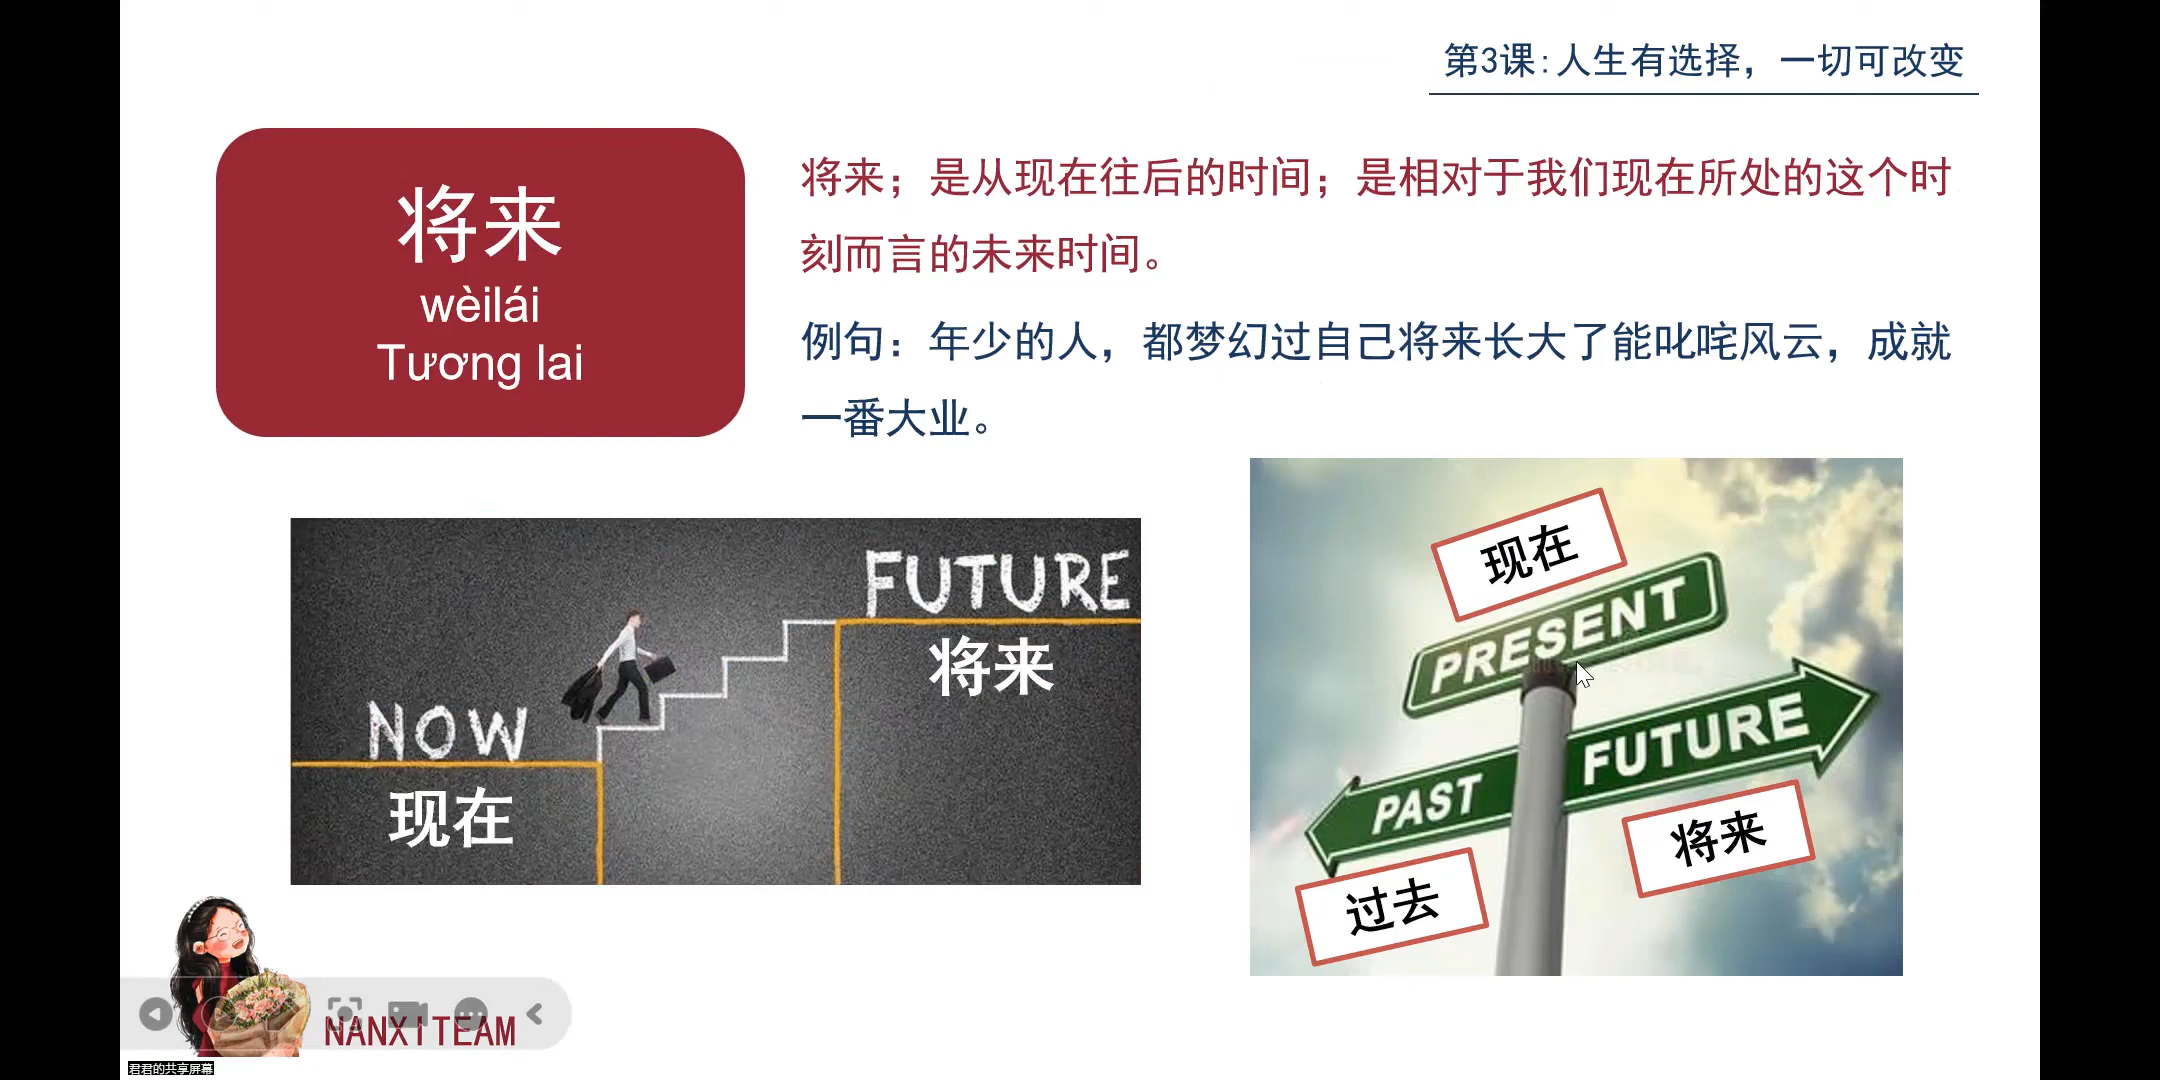 第3课:人生有选择，一切可改变
将来
wèilái
Tương lai
将来；是从现在往后的时间；是相对于我们现在所处的这个时
刻而言的未来时间。
例句：年少的人，都梦幻过自己将来长大了能叱咤风云，成就
一番大业。
FUTURE
将来
NOW
现在
现在
PRESENT
FUTURE
PAST
将来
过去
NANXITEAM
君君的共享屏幕